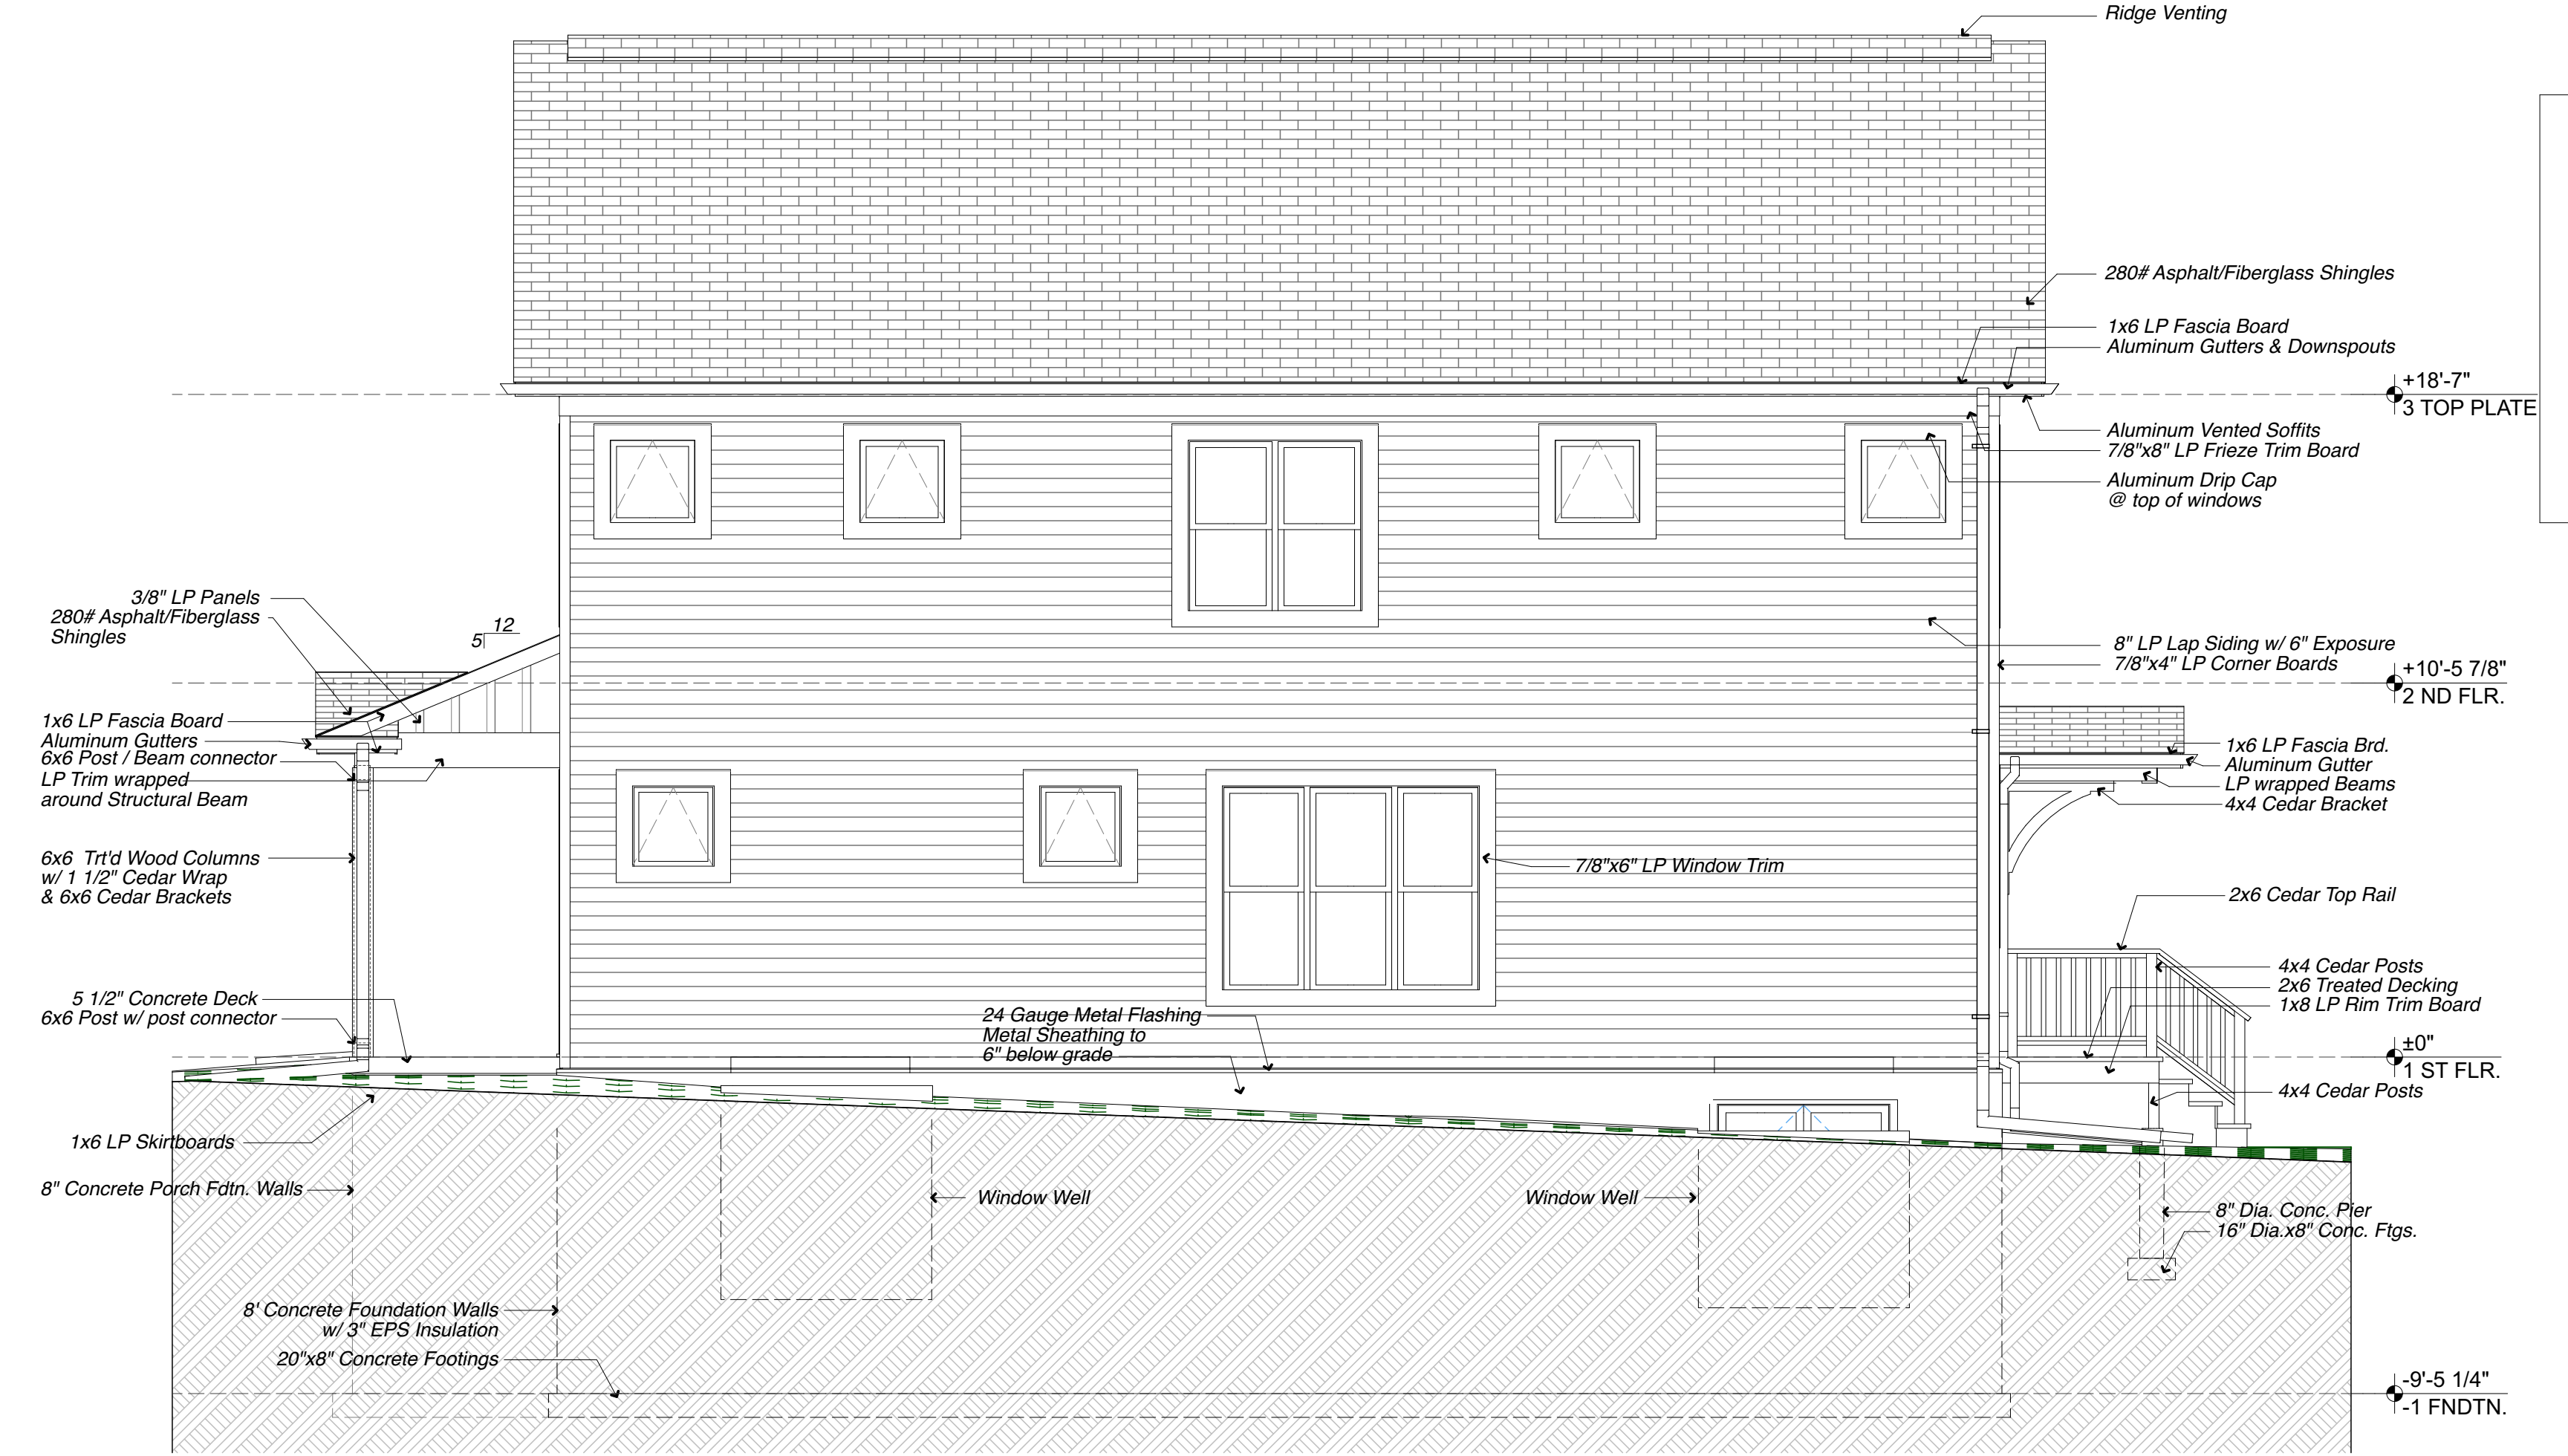 Ridge Venting
280# Asphalt/Fiberglass Shingles
1x6 LP Fascia Board
Aluminum Gutters & Downspouts
+18'-7"
3 TOP PLATE
Aluminum Vented Soffits
7/8"x8" LP Frieze Trim Board
Aluminum Drip Cap
@ top of windows
3/8" LP Panels
280# Asphalt/Fiberglass
Shingles
12
5
8" LP Lap Siding w/ 6" Exposure
7/8"x4" LP Corner Boards
+10'-5 7/8"
2 ND FLR.
1x6 LP Fascia Board
Aluminum Gutters
6x6 Post / Beam connector
LP Trim wrapped
around Structural Beam
1x6 LP Fascia Brd.
Aluminum Gutter
LP wrapped Beams
4x4 Cedar Bracket
6x6 Trt'd Wood Columns
w/ 1 1/2" Cedar Wrap
& 6x6 Cedar Brackets
7/8"x6" LP Window Trim
2x6 Cedar Top Rail
4x4 Cedar Posts
2x6 Treated Decking
1x8 LP Rim Trim Board
5 1/2" Concrete Deck
6x6 Post w/ post connector
24 Gauge Metal Flashing
Metal Sheathing to
6" below grade
±0"
1 ST FLR.
4x4 Cedar Posts
1x6 LP Skirtboards
8" Concrete Porch Fdtn. Walls
Window Well
Window Well
8" Dia. Conc. Pier
16" Dia.x8" Conc. Ftgs.
8' Concrete Foundation Walls
w/ 3" EPS Insulation
20"x8" Concrete Footings
-9'-5 1/4"
-1 FNDTN.